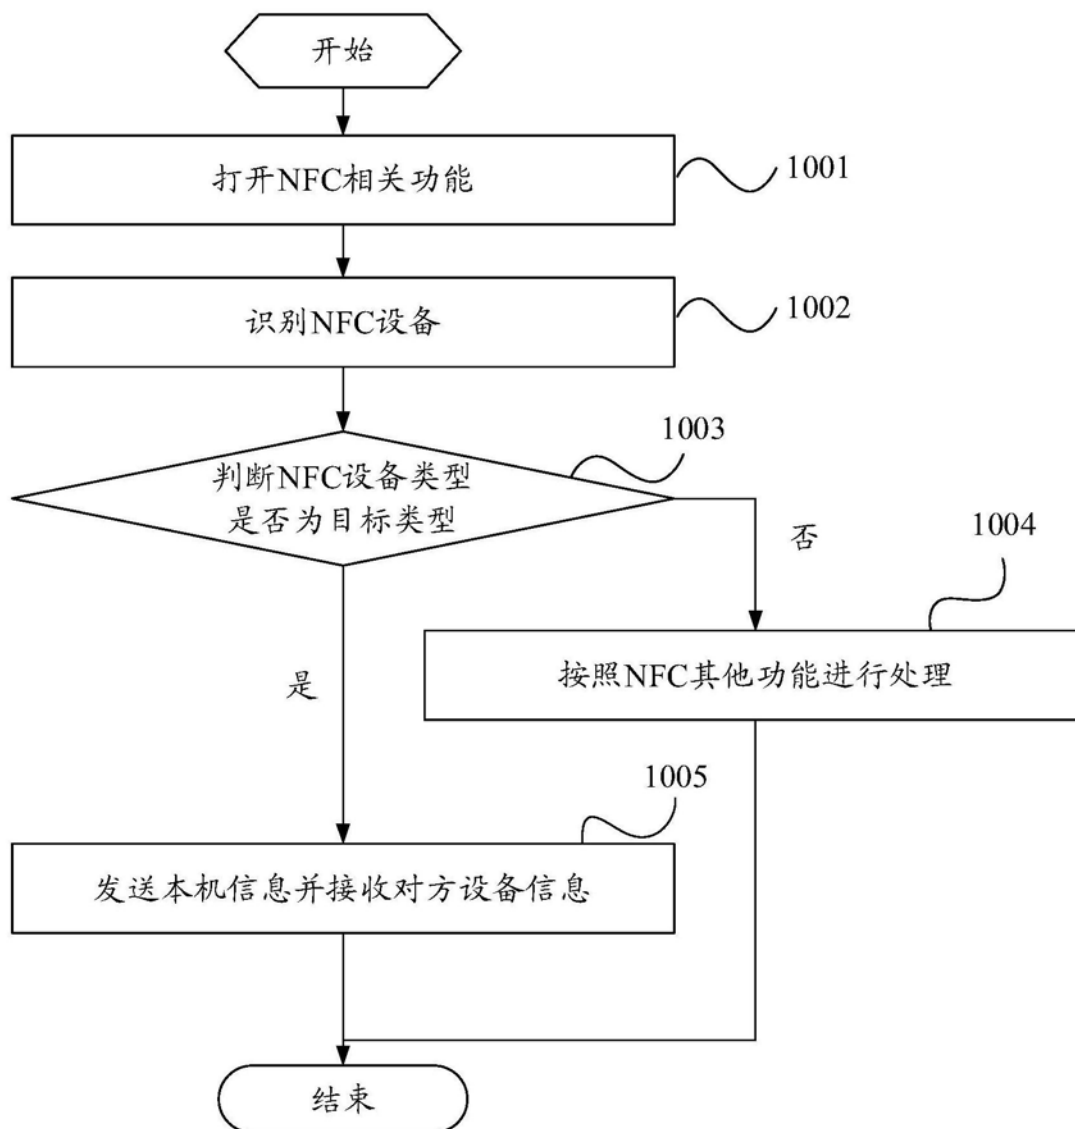 开始
打开NFC相关功能
1001
识别NFC设备
1002
1003
判断NFC设备类型
是否为目标类型
否
1004
按照NFC其他功能进行处理
是
1005
发送本机信息并接收对方设备信息
结束